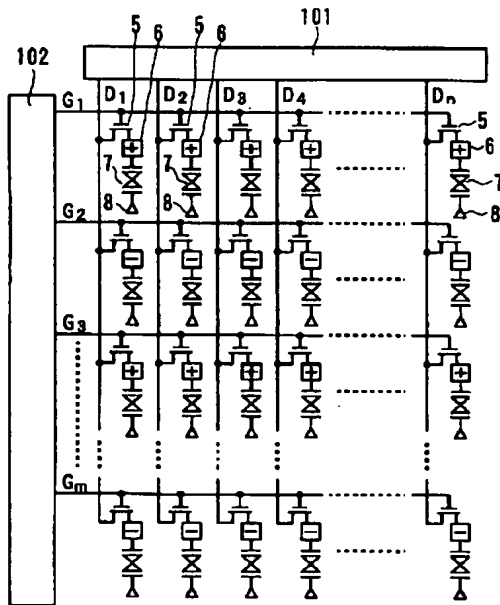 101
102
5 6 5 6
G1 D1 D2 D3 D4 Dn
5
+ + + + + 6
7 7 7
8 8 8
G2
− − − − −
G3
+ + + + +
Gm
− − − − −